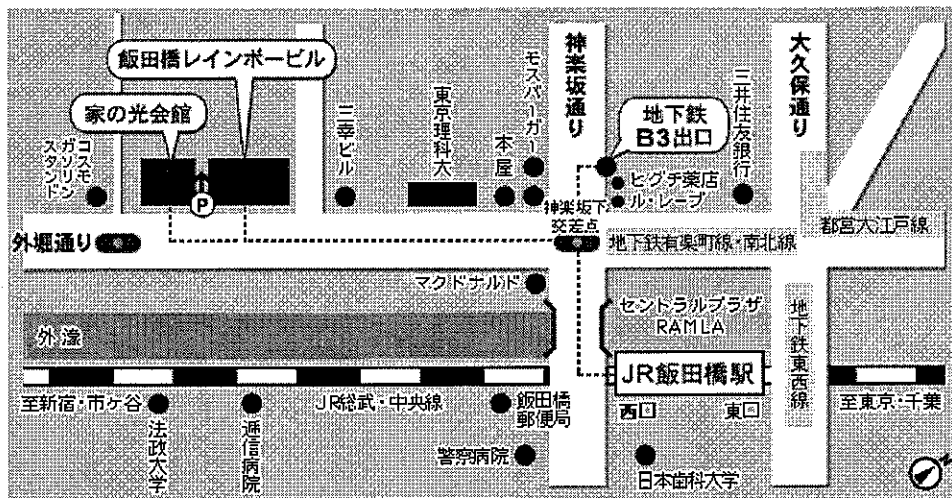 飯田橋レインボービル
家の光会館
コスモ
ガソリン
スタンド
P
三幸ビル
東京理科大
本屋
モスバーガー
神楽坂通り
地下鉄
B3出口
ヒグチ薬店
ル・レーブ
三井住友銀行
大久保通り
神楽坂下
交差点
外堀通り
地下鉄有楽町線・南北線
都営大江戸線
マクドナルド
セントラルプラザ
RAMLA
外濠
地下鉄東西線
JR飯田橋駅
至新宿・市ヶ谷
JR総武・中央線
飯田橋
郵便局
西口
東口
至東京・千葉
法政大学
逓信病院
警察病院
日本歯科大学
N